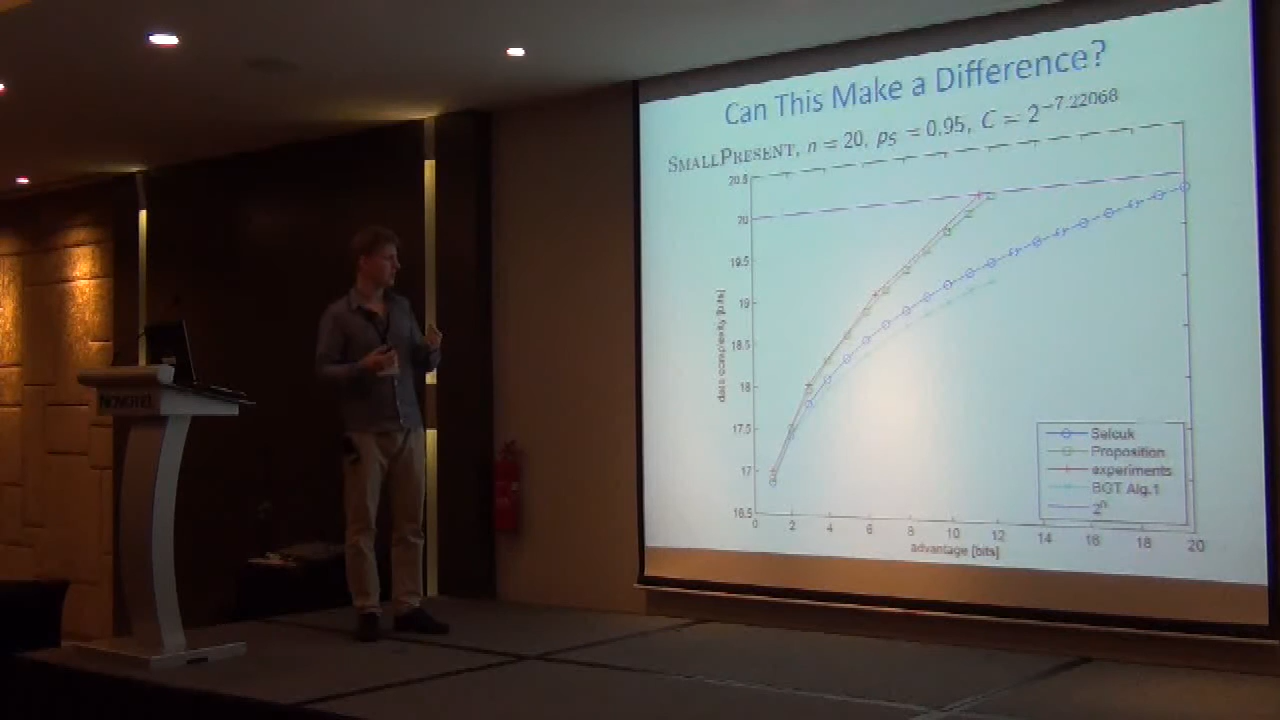 Can This Make a Difference?
SMALLPRESENT, n = 20, ps = 0.95, C = 2^-7.22068
20.5
20
19.5
19
18.5
18
17.5
17
16.5
data complexity [bits]
0 2 4 6 8 10 12 14 16 18 20
advantage [bits]
Selcuk
Proposition
experiments
BGT Alg.1
2^n
NOVOTEL